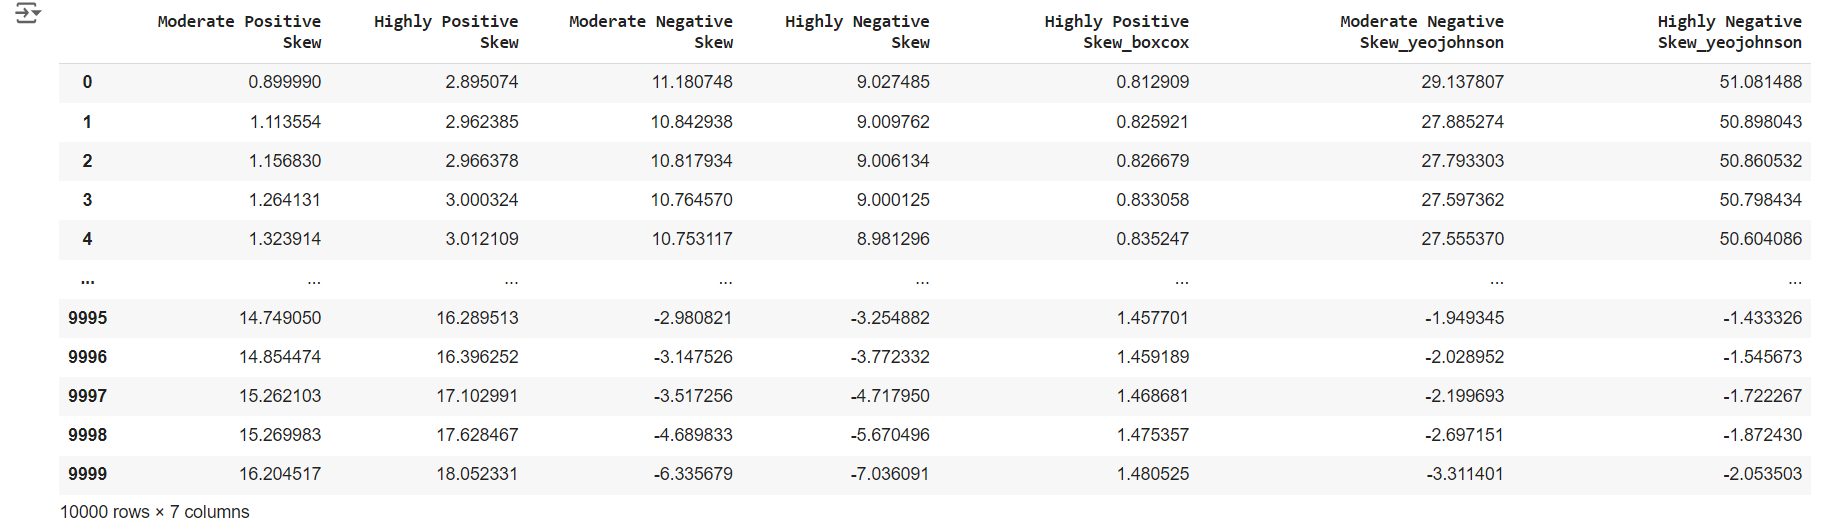 Moderate Positive Highly Positive Moderate Negative Highly Negative Highly Positive Moderate Negative Highly Negative
Skew Skew Skew Skew Skew_boxcox Skew_yeojohnson Skew_yeojohnson
0 0.899990 2.895074 11.180748 9.027485 0.812909 29.137807 51.081488
1 1.113554 2.962385 10.842938 9.009762 0.825921 27.885274 50.898043
2 1.156830 2.966378 10.817934 9.006134 0.826679 27.793303 50.860532
3 1.264131 3.000324 10.764570 9.000125 0.833058 27.597362 50.798434
4 1.323914 3.012109 10.753117 8.981296 0.835247 27.555370 50.604086
... ... ... ... ... ... ... ...
9995 14.749050 16.289513 -2.980821 -3.254882 1.457701 -1.949345 -1.433326
9996 14.854474 16.396252 -3.147526 -3.772332 1.459189 -2.028952 -1.545673
9997 15.262103 17.102991 -3.517256 -4.717950 1.468681 -2.199693 -1.722267
9998 15.269983 17.628467 -4.689833 -5.670496 1.475357 -2.697151 -1.872430
9999 16.204517 18.052331 -6.335679 -7.036091 1.480525 -3.311401 -2.053503
10000 rows × 7 columns